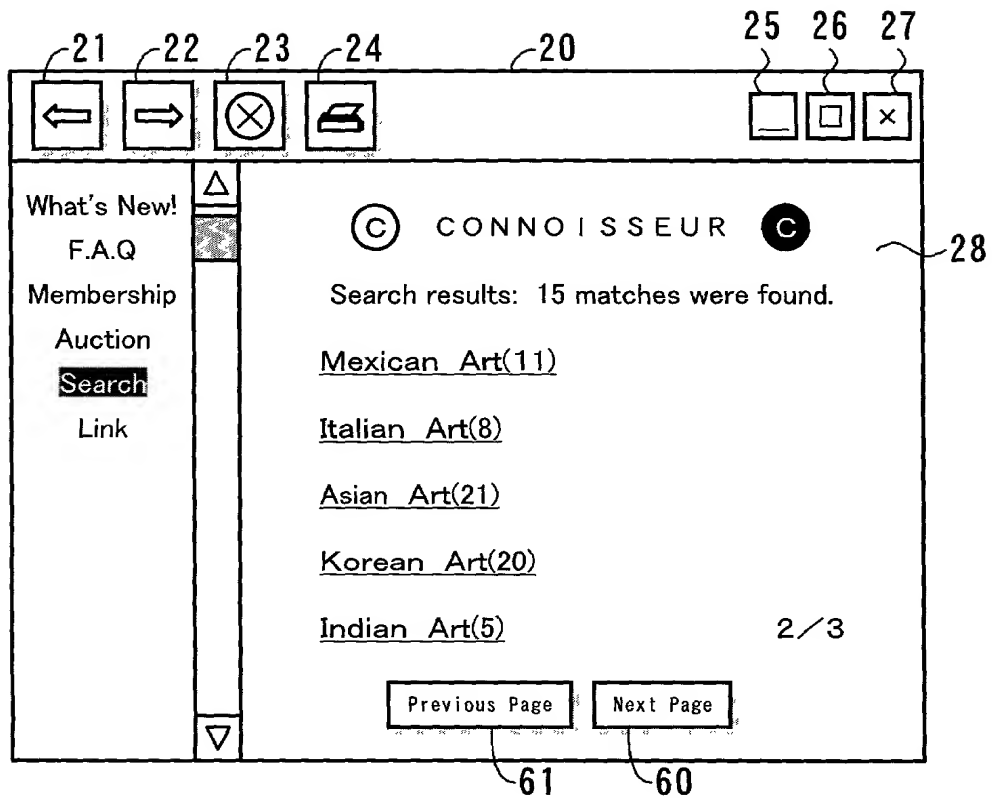 21 22 23 24 20 25 26 27
What's New!
F.A.Q
Membership
Auction
Search
Link
C CONNOISSEUR C
28
Search results: 15 matches were found.
Mexican Art(11)
Italian Art(8)
Asian Art(21)
Korean Art(20)
Indian Art(5)
2/3
Previous Page Next Page
61 60